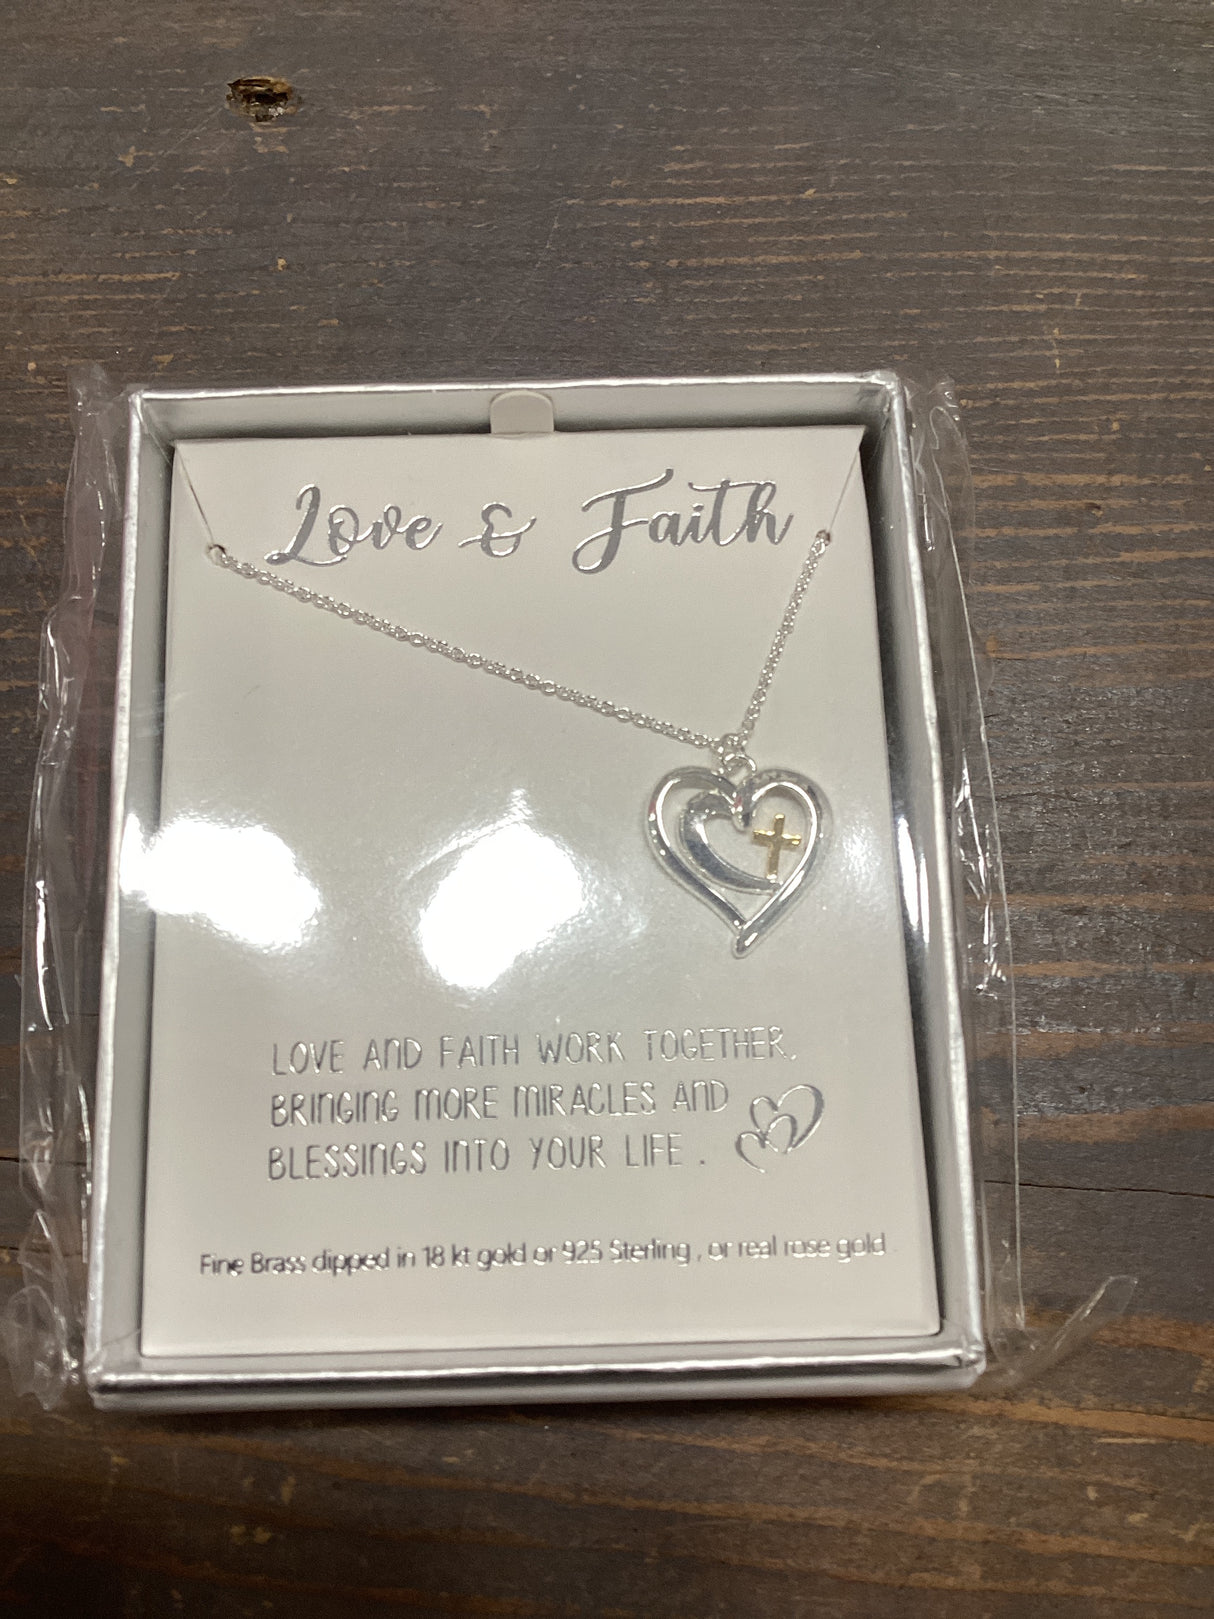 Love & Faith
LOVE AND FAITH WORK TOGETHER,
BRINGING MORE MIRACLES AND
BLESSINGS INTO YOUR LIFE .
Fine Brass dipped in 18 kt gold or 925 Sterling , or real rose gold